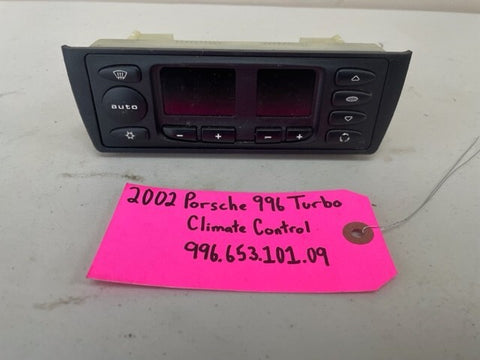 auto
- + - +
2002 Porsche 996 Turbo
Climate Control
996.653.101.09